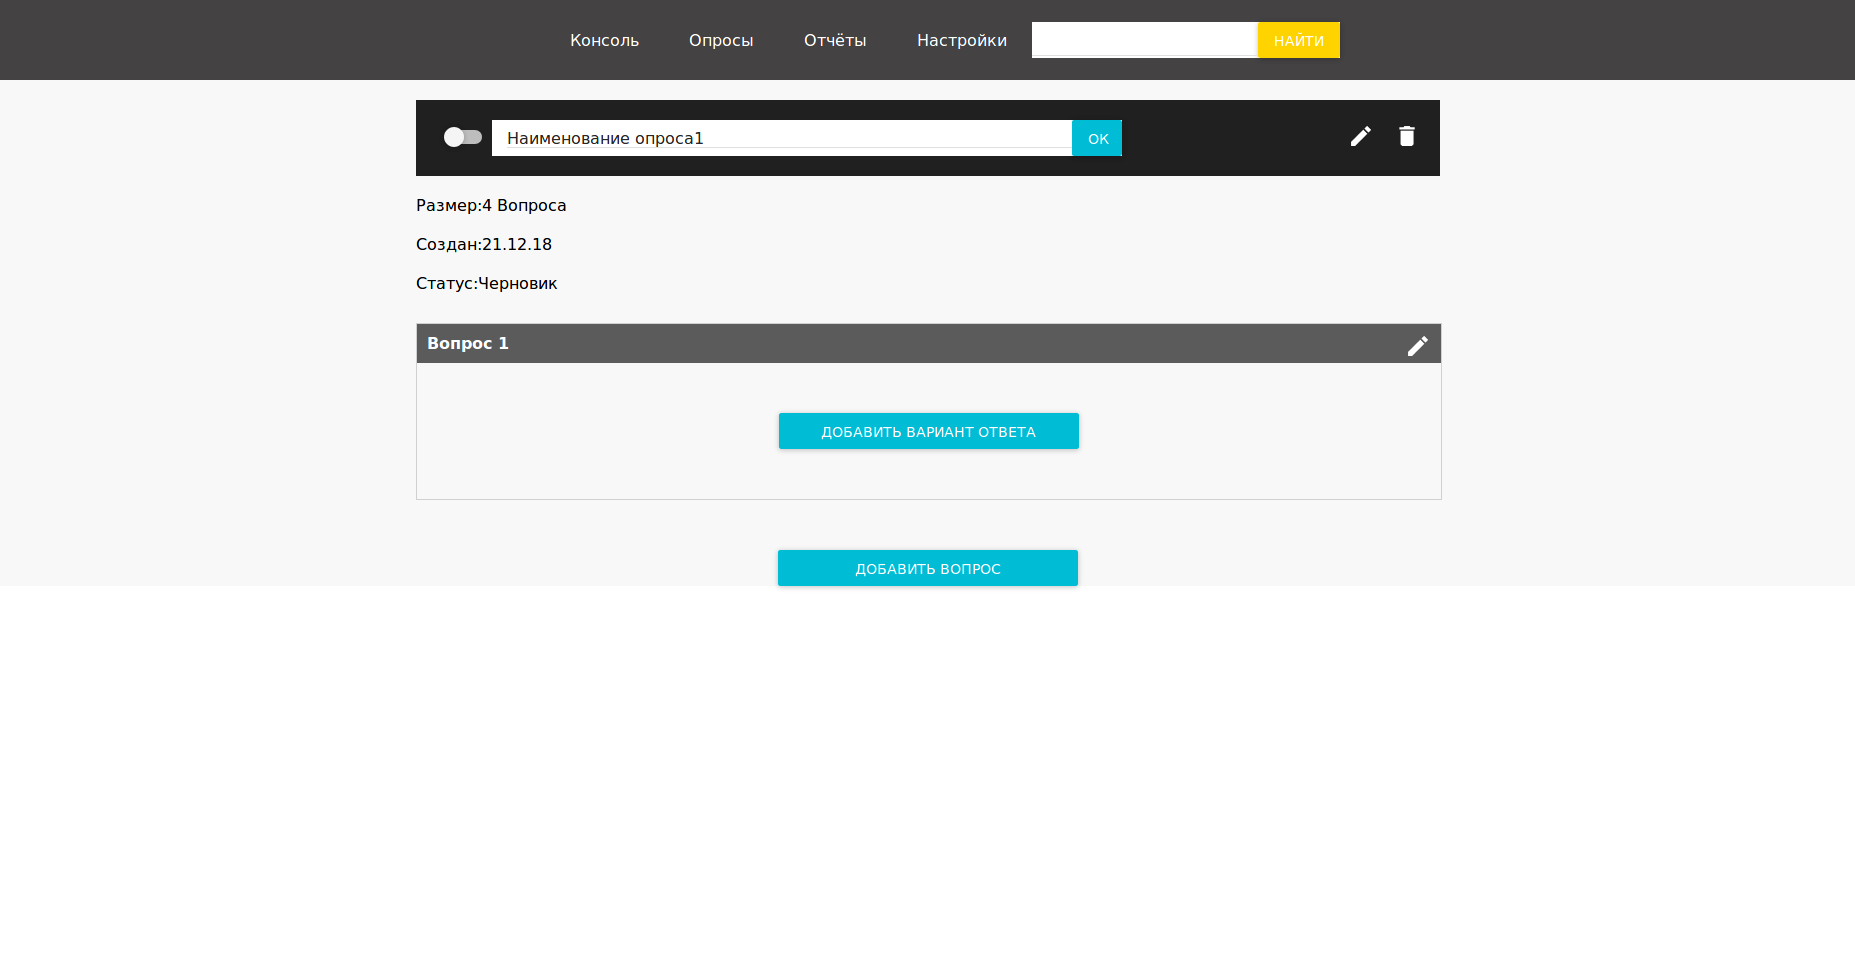 Консоль Опросы Отчёты Настройки НАЙТИ
Наименование опроса1 ОК
Размер:4 Вопроса
Создан:21.12.18
Статус:Черновик
Вопрос 1
ДОБАВИТЬ ВАРИАНТ ОТВЕТА
ДОБАВИТЬ ВОПРОС